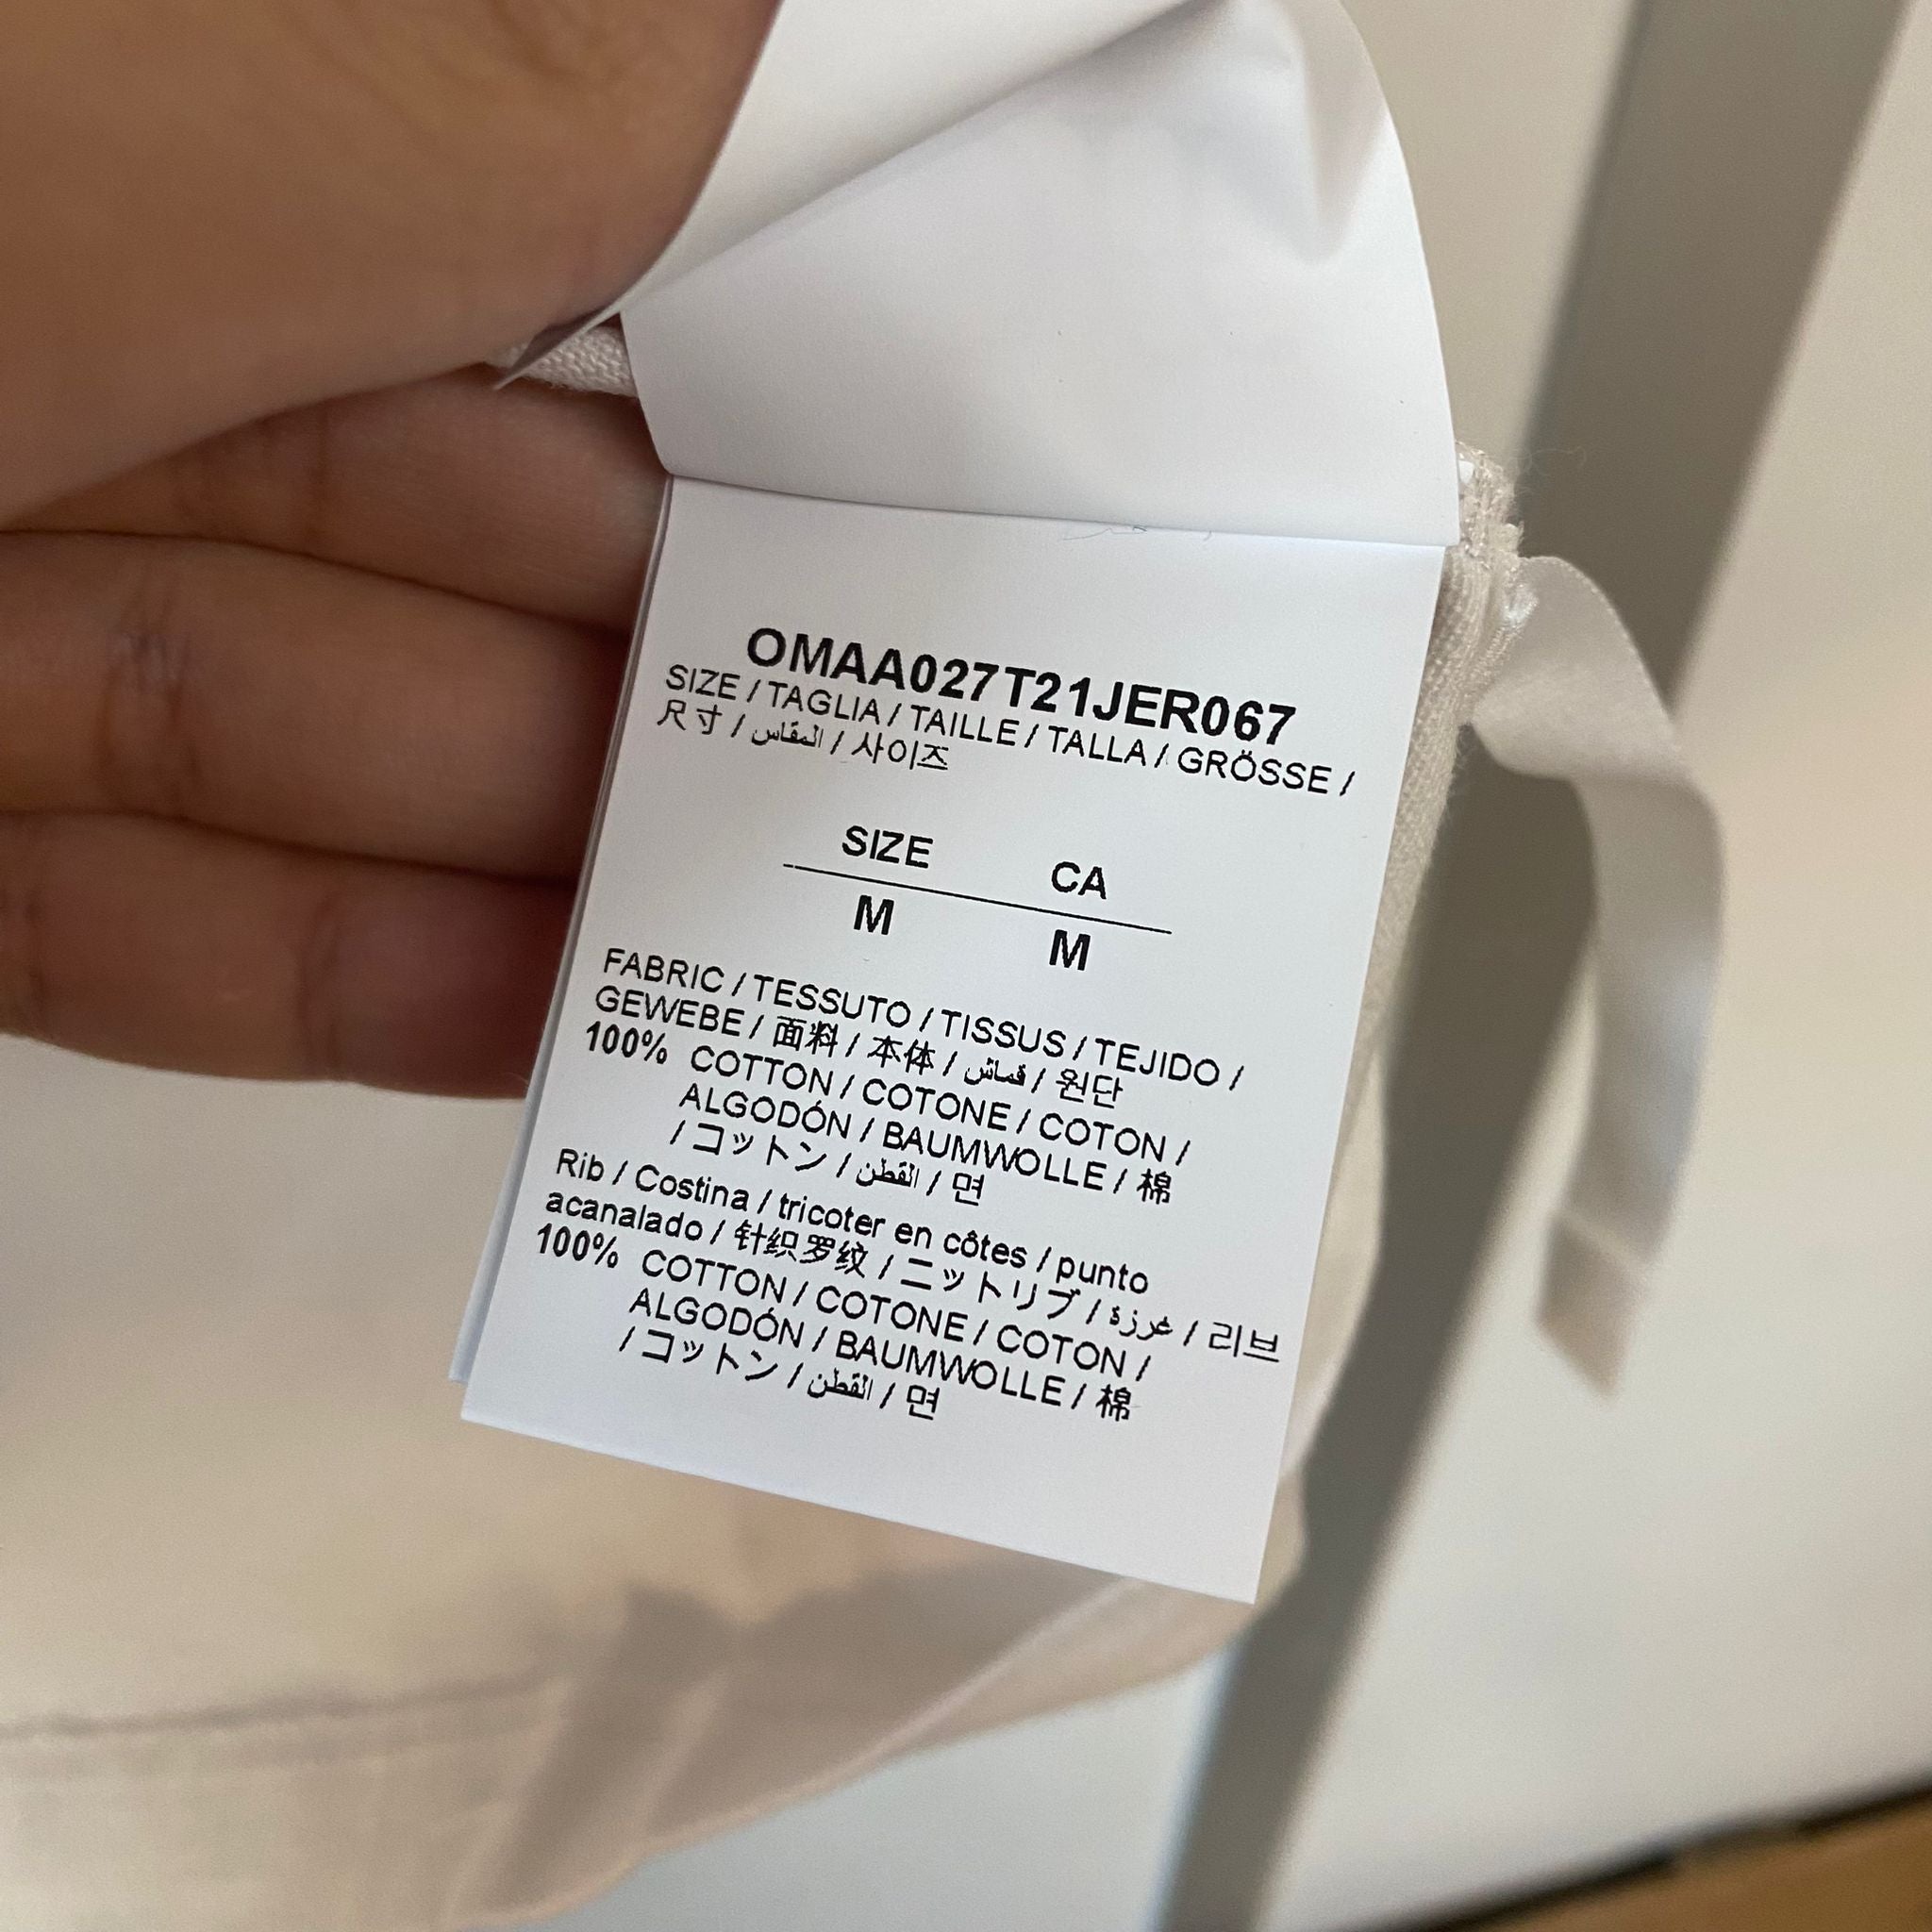 OMAA027T21JER067
SIZE / TAGLIA / TAILLE / TALLA / GRÖSSE /
尺寸 / المقاس / 사이즈
SIZE CA
M M
FABRIC / TESSUTO / TISSUS / TEJIDO /
GEWEBE / 面料 / 本体 / قماش / 원단
100% COTTON / COTONE / COTON /
ALGODÓN / BAUMWOLLE / 棉
/ コットン / القطن / 면
Rib / Costina / tricoter en côtes / punto
acanalado / 针织罗纹 / ニットリブ / غرزة / 리브
100% COTTON / COTONE / COTON /
ALGODÓN / BAUMWOLLE / 棉
/ コットン / القطن / 면